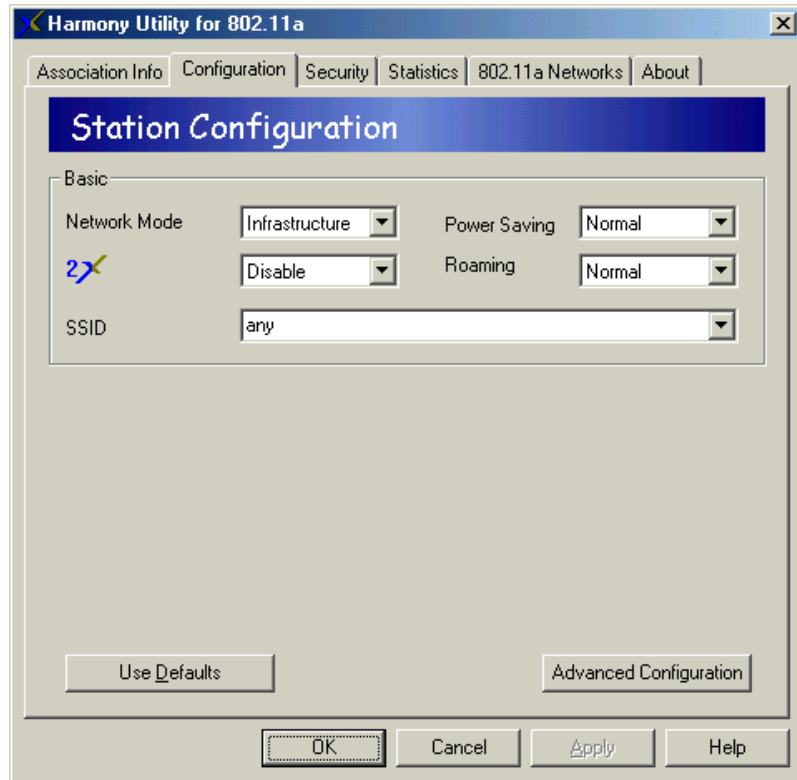 Harmony Utility for 802.11a
Association Info Configuration Security Statistics 802.11a Networks About
Station Configuration
Basic
Network Mode Infrastructure Power Saving Normal
2X Disable Roaming Normal
SSID any
Use Defaults Advanced Configuration
OK Cancel Apply Help